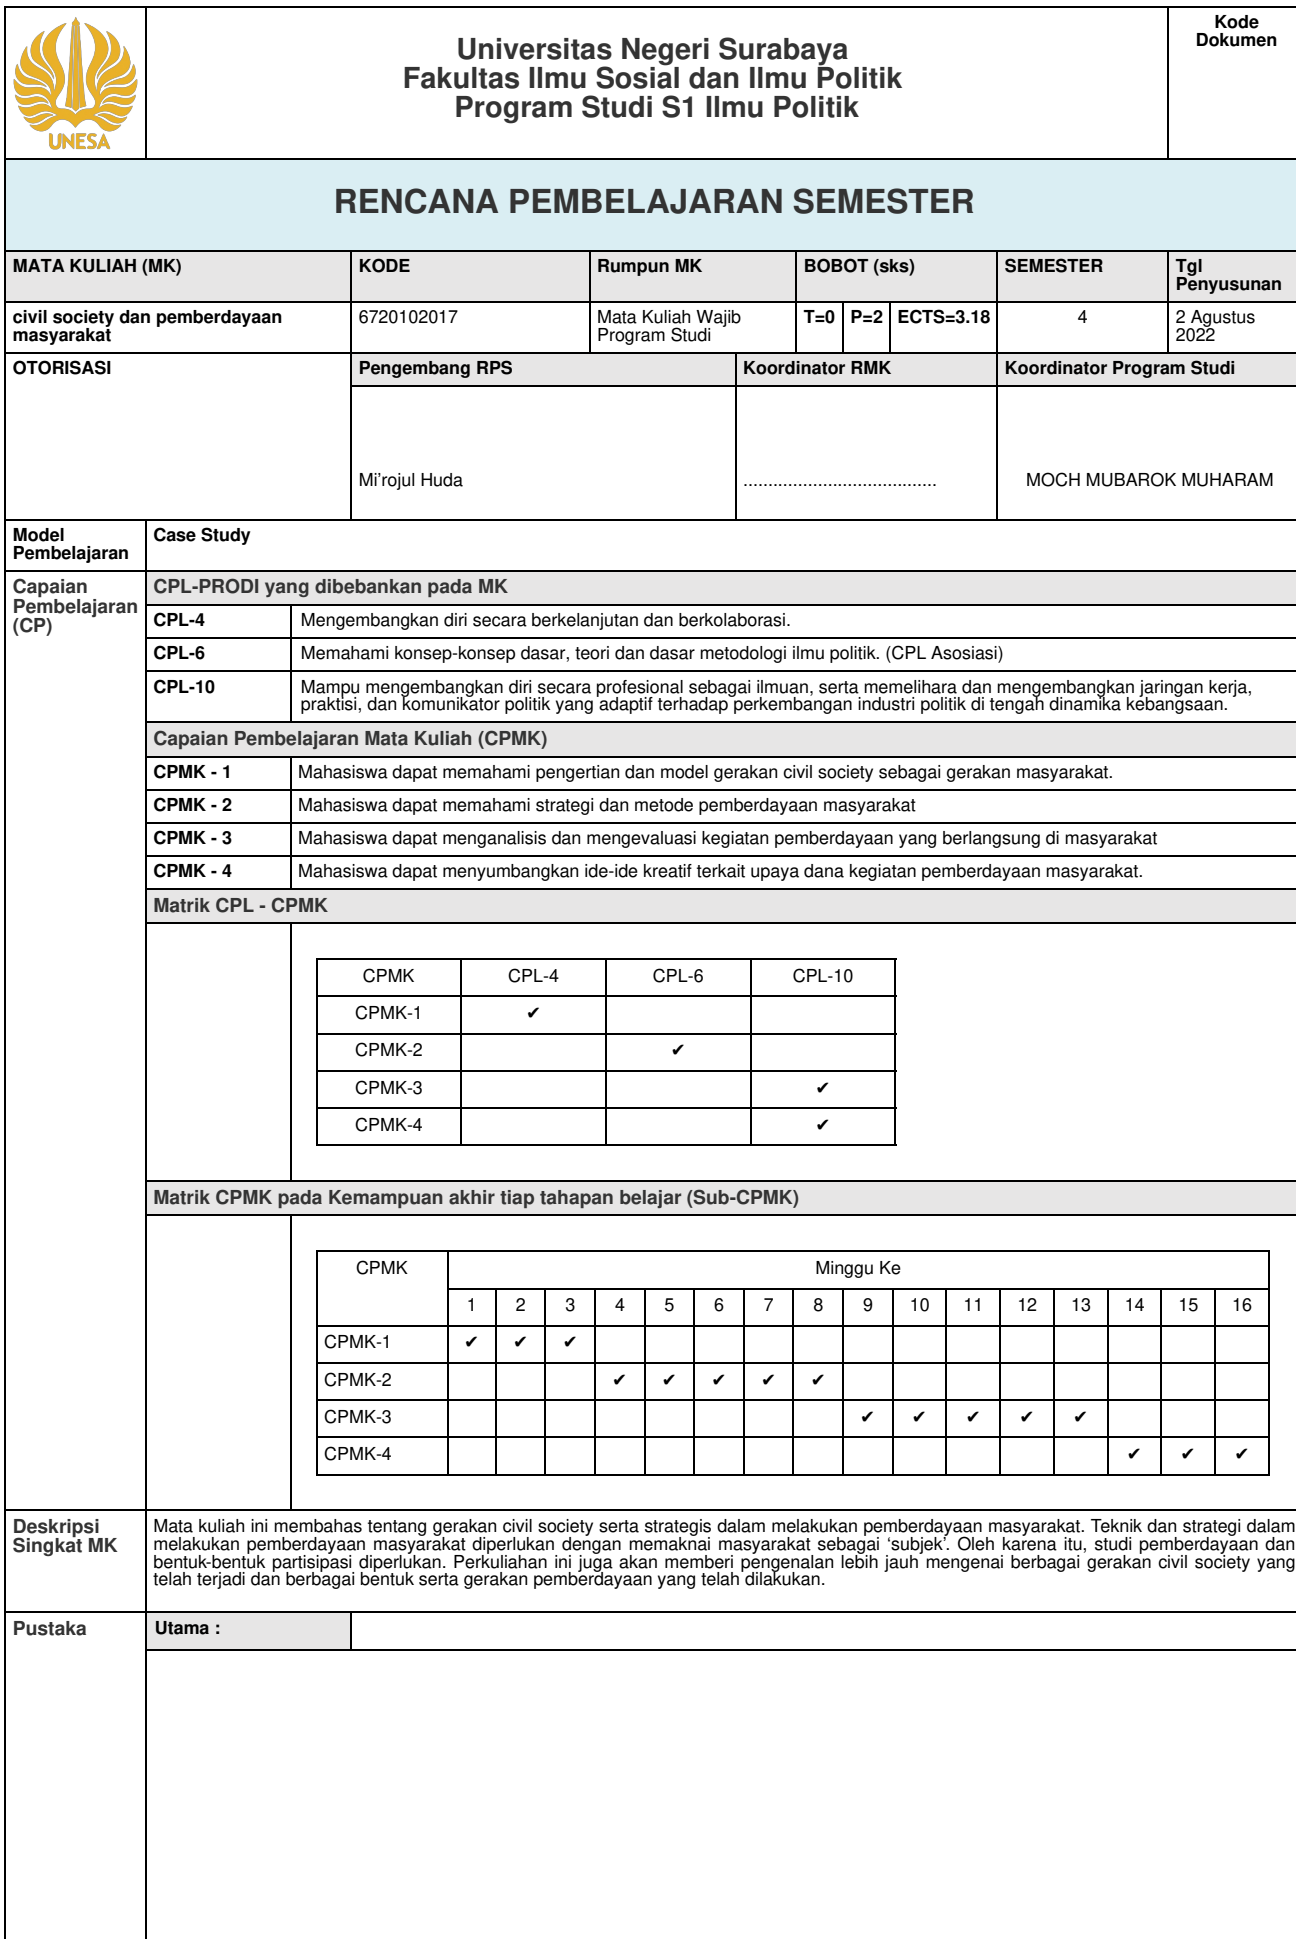 UNESA
Universitas Negeri Surabaya
Fakultas Ilmu Sosial dan Ilmu Politik
Program Studi S1 Ilmu Politik
Kode
Dokumen
RENCANA PEMBELAJARAN SEMESTER
MATA KULIAH (MK) KODE Rumpun MK BOBOT (sks) SEMESTER Tgl
Penyusunan
civil society dan pemberdayaan
masyarakat
6720102017
Mata Kuliah Wajib
Program Studi
T=0 P=2 ECTS=3.18 4
2 Agustus
2022
OTORISASI Pengembang RPS Koordinator RMK Koordinator Program Studi
Mi'rojul Huda ....................................... MOCH MUBAROK MUHARAM
Model
Pembelajaran
Case Study
Capaian
Pembelajaran
(CP)
CPL-PRODI yang dibebankan pada MK
CPL-4 Mengembangkan diri secara berkelanjutan dan berkolaborasi.
CPL-6 Memahami konsep-konsep dasar, teori dan dasar metodologi ilmu politik. (CPL Asosiasi)
CPL-10 Mampu mengembangkan diri secara profesional sebagai ilmuan, serta memelihara dan mengembangkan jaringan kerja,
praktisi, dan komunikator politik yang adaptif terhadap perkembangan industri politik di tengah dinamika kebangsaan.
Capaian Pembelajaran Mata Kuliah (CPMK)
CPMK - 1 Mahasiswa dapat memahami pengertian dan model gerakan civil society sebagai gerakan masyarakat.
CPMK - 2 Mahasiswa dapat memahami strategi dan metode pemberdayaan masyarakat
CPMK - 3 Mahasiswa dapat menganalisis dan mengevaluasi kegiatan pemberdayaan yang berlangsung di masyarakat
CPMK - 4 Mahasiswa dapat menyumbangkan ide-ide kreatif terkait upaya dana kegiatan pemberdayaan masyarakat.
Matrik CPL - CPMK
CPMK CPL-4 CPL-6 CPL-10
CPMK-1 ✔
CPMK-2 ✔
CPMK-3 ✔
CPMK-4 ✔
Matrik CPMK pada Kemampuan akhir tiap tahapan belajar (Sub-CPMK)
CPMK Minggu Ke
1 2 3 4 5 6 7 8 9 10 11 12 13 14 15 16
CPMK-1 ✔ ✔ ✔
CPMK-2 ✔ ✔ ✔ ✔ ✔
CPMK-3 ✔ ✔ ✔ ✔ ✔
CPMK-4 ✔ ✔ ✔
Deskripsi
Singkat MK
Mata kuliah ini membahas tentang gerakan civil society serta strategis dalam melakukan pemberdayaan masyarakat. Teknik dan strategi dalam
melakukan pemberdayaan masyarakat diperlukan dengan memaknai masyarakat sebagai 'subjek'. Oleh karena itu, studi pemberdayaan dan
bentuk-bentuk partisipasi diperlukan. Perkuliahan ini juga akan memberi pengenalan lebih jauh mengenai berbagai gerakan civil society yang
telah terjadi dan berbagai bentuk serta gerakan pemberdayaan yang telah dilakukan.
Pustaka Utama :